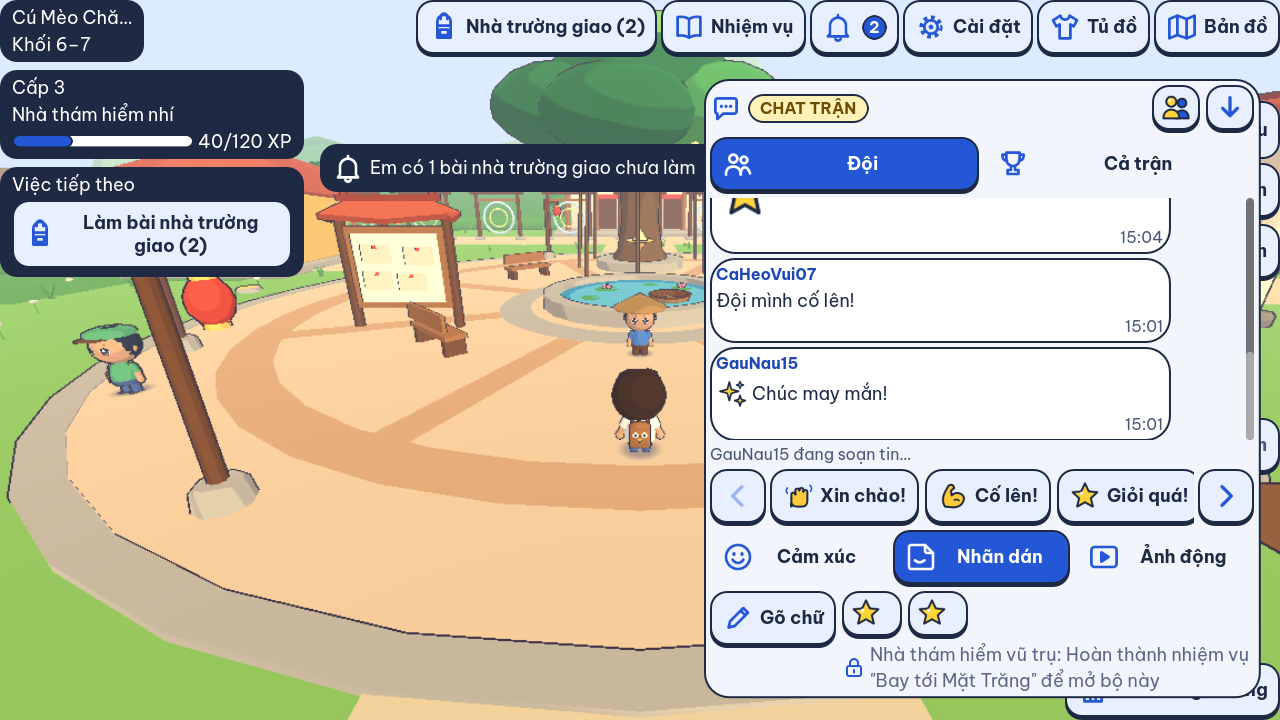 Cú Mèo Chă...
Khối 6–7
Nhà trường giao (2)
Nhiệm vụ
2
Cài đặt
Tủ đồ
Bản đồ
Cấp 3
Nhà thám hiểm nhí
40/120 XP
Em có 1 bài nhà trường giao chưa làm
Việc tiếp theo
Làm bài nhà trường
giao (2)
CHAT TRẬN
Đội
Cả trận
15:04
CaHeoVui07
Đội mình cố lên!
15:01
GauNau15
Chúc may mắn!
15:01
GauNau15 đang soạn tin...
Xin chào!
Cố lên!
Giỏi quá!
Cảm xúc
Nhãn dán
Ảnh động
Gõ chữ
Nhà thám hiểm vũ trụ: Hoàn thành nhiệm vụ
"Bay tới Mặt Trăng" để mở bộ này